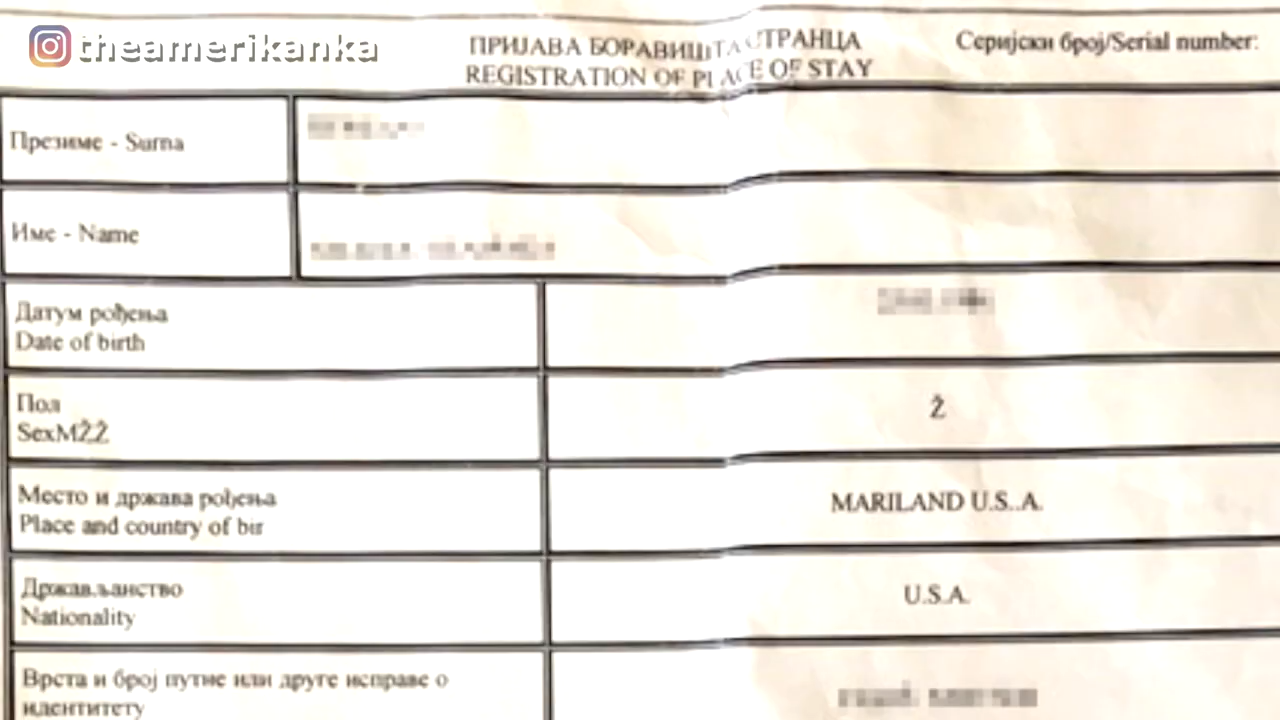 theamerikanka
ПРИЈАВА БОРАВИШТА СТРАНЦА
REGISTRATION OF PLACE OF STAY
Серијски број/Serial number:
Презиме - Surna
Име - Name
Датум рођења
Date of birth
Пол
SexMŽŽ
Ž
Место и држава рођења
Place and country of bir
MARILAND U.S..A.
Држављанство
Nationality
U.S.A.
Врста и број путне или друге исправе о
идентитету